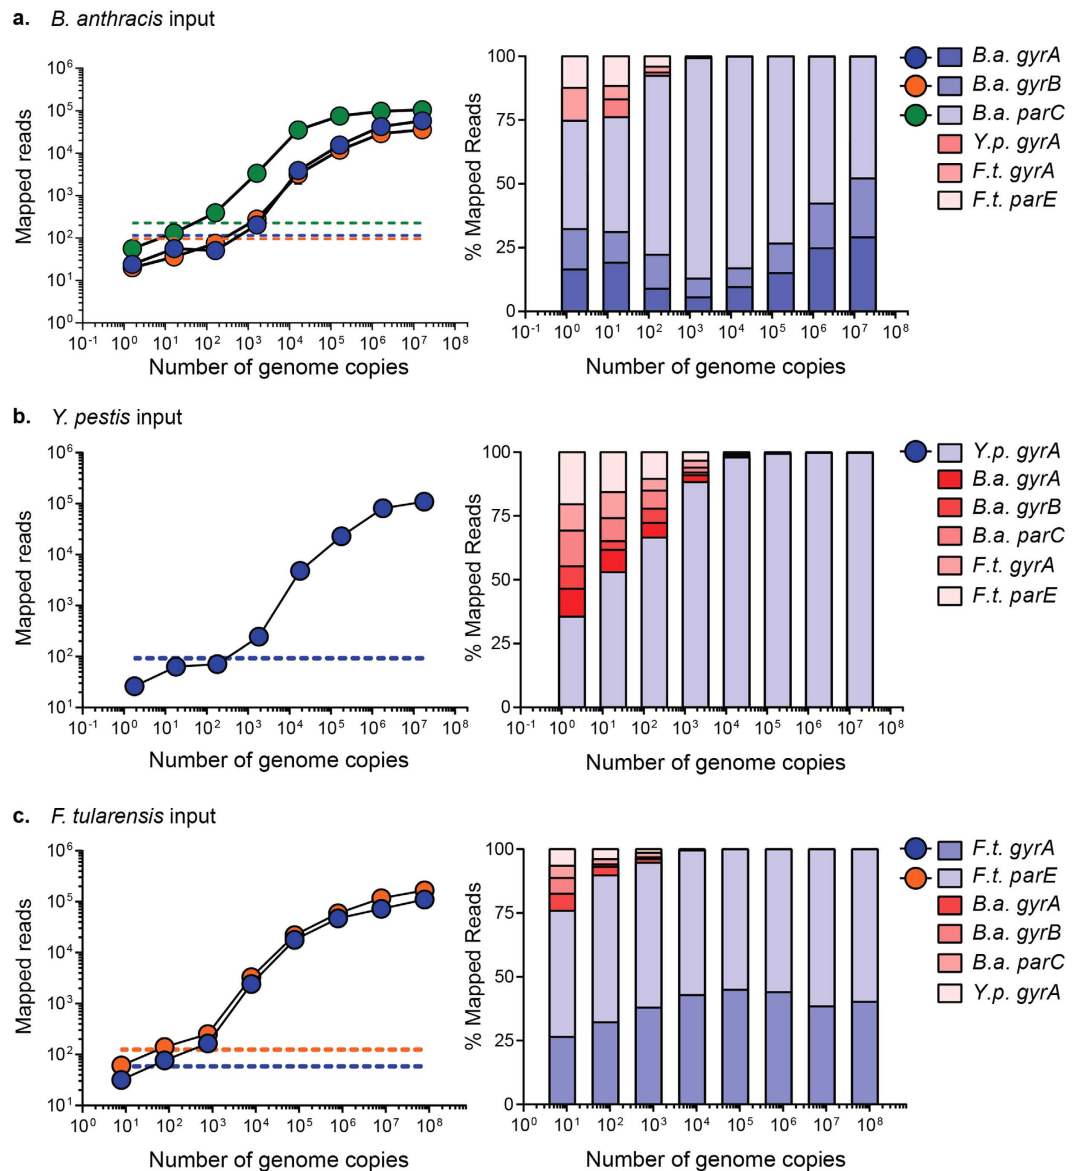 a. B. anthracis input
Mapped reads
10⁶
10⁵
10⁴
10³
10²
10¹
10⁰
10⁻¹ 10⁰ 10¹ 10² 10³ 10⁴ 10⁵ 10⁶ 10⁷ 10⁸
Number of genome copies
% Mapped Reads
100
75
50
25
0
10⁻¹ 10⁰ 10¹ 10² 10³ 10⁴ 10⁵ 10⁶ 10⁷ 10⁸
Number of genome copies
B.a. gyrA
B.a. gyrB
B.a. parC
Y.p. gyrA
F.t. gyrA
F.t. parE
b. Y. pestis input
Mapped reads
10⁶
10⁵
10⁴
10³
10²
10¹
10⁻¹ 10⁰ 10¹ 10² 10³ 10⁴ 10⁵ 10⁶ 10⁷ 10⁸
Number of genome copies
% Mapped Reads
100
75
50
25
0
10⁻¹ 10⁰ 10¹ 10² 10³ 10⁴ 10⁵ 10⁶ 10⁷ 10⁸
Number of genome copies
Y.p. gyrA
B.a. gyrA
B.a. gyrB
B.a. parC
F.t. gyrA
F.t. parE
c. F. tularensis input
Mapped reads
10⁶
10⁵
10⁴
10³
10²
10¹
10⁰ 10¹ 10² 10³ 10⁴ 10⁵ 10⁶ 10⁷ 10⁸
Number of genome copies
% Mapped Reads
100
75
50
25
0
10⁰ 10¹ 10² 10³ 10⁴ 10⁵ 10⁶ 10⁷ 10⁸
Number of genome copies
F.t. gyrA
F.t. parE
B.a. gyrA
B.a. gyrB
B.a. parC
Y.p. gyrA